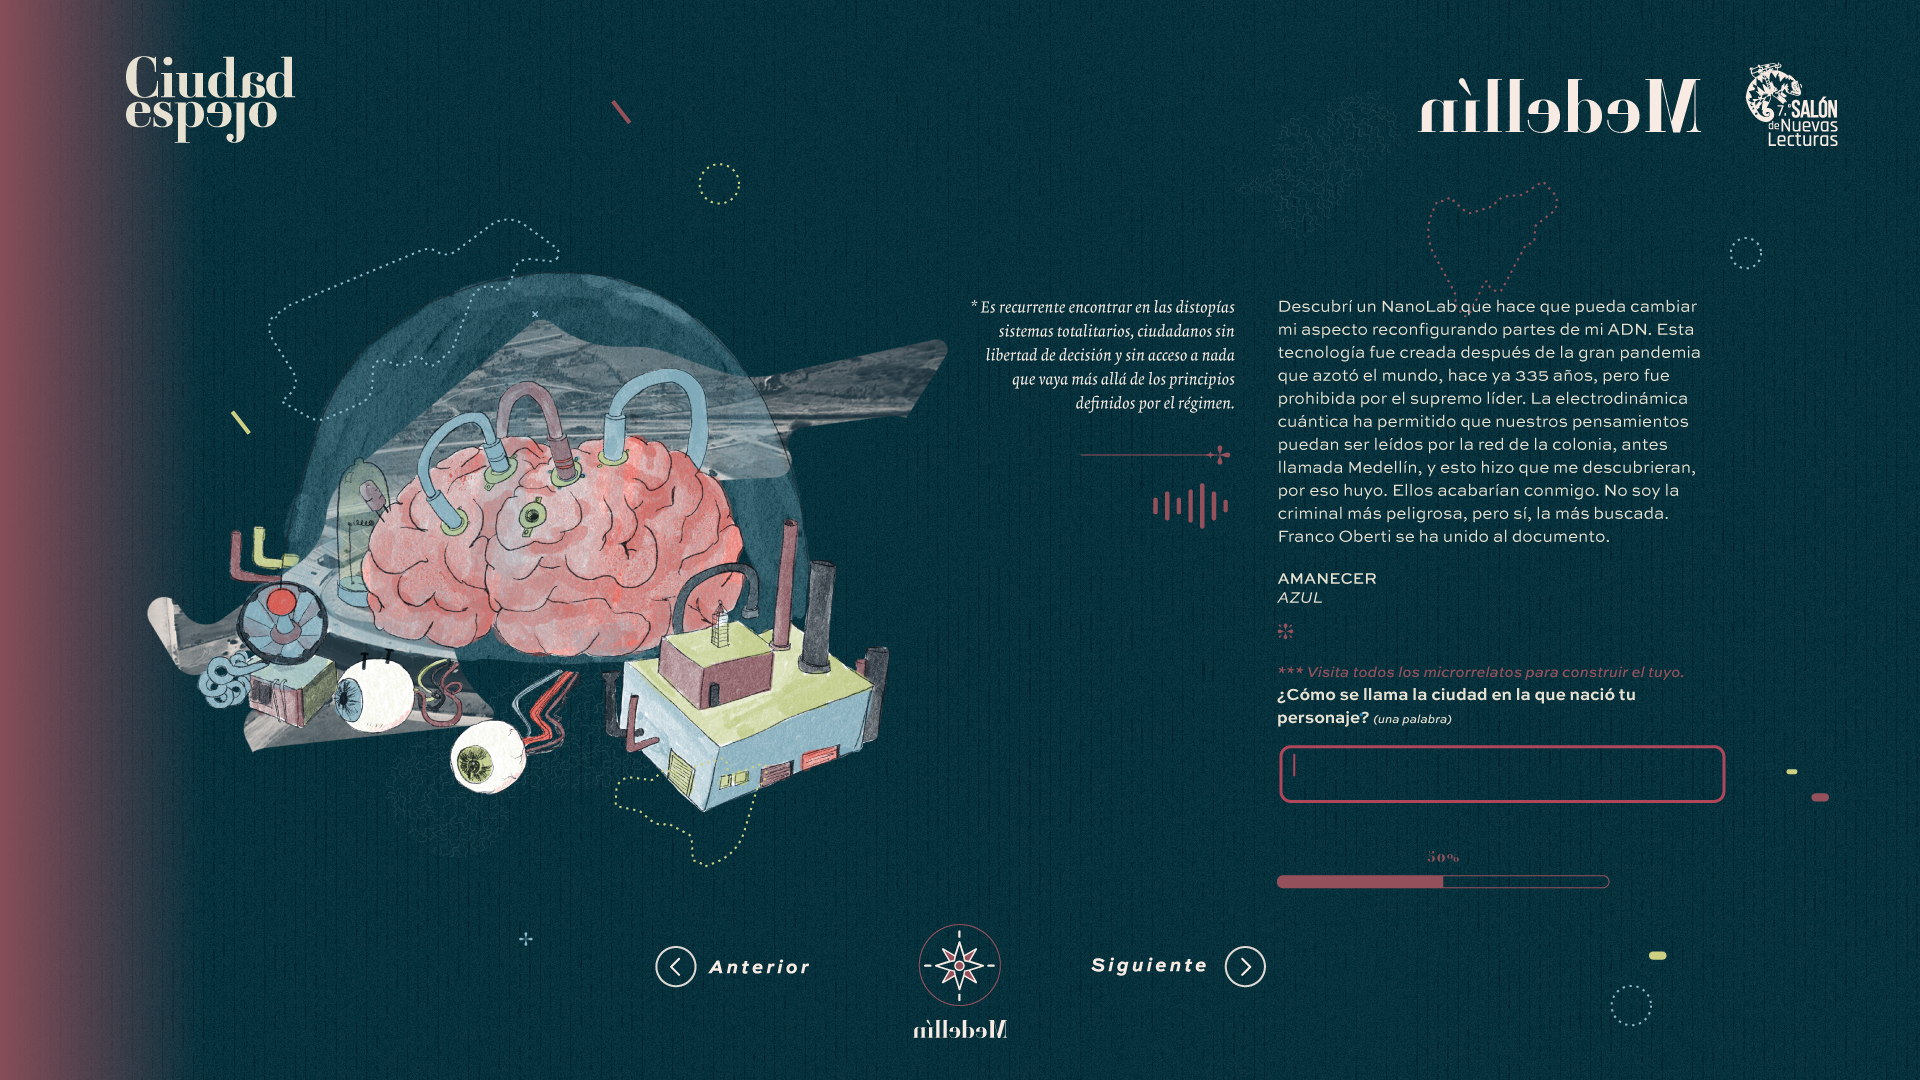 Ciudad
espejo
Medellín
7.º SALÓN
de Nuevas
Lecturas
* Es recurrente encontrar en las distopías
sistemas totalitarios, ciudadanos sin
libertad de decisión y sin acceso a nada
que vaya más allá de los principios
definidos por el régimen.
Descubrí un NanoLab que hace que pueda cambiar
mi aspecto reconfigurando partes de mi ADN. Esta
tecnología fue creada después de la gran pandemia
que azotó el mundo, hace ya 335 años, pero fue
prohibida por el supremo líder. La electrodinámica
cuántica ha permitido que nuestros pensamientos
puedan ser leídos por la red de la colonia, antes
llamada Medellín, y esto hizo que me descubrieran,
por eso huyo. Ellos acabarían conmigo. No soy la
criminal más peligrosa, pero sí, la más buscada.
Franco Oberti se ha unido al documento.
AMANECER
AZUL
*** Visita todos los microrrelatos para construir el tuyo.
¿Cómo se llama la ciudad en la que nació tu
personaje? (una palabra)
50%
Anterior
Siguiente
Medellín